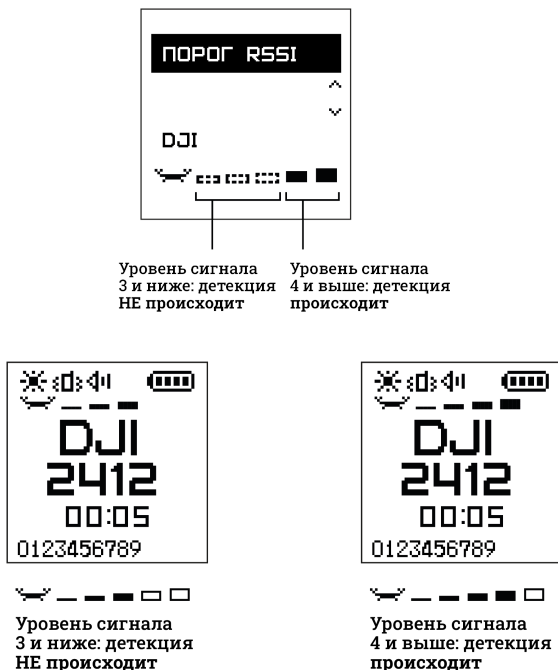 ПОРОГ RSSI
DJI
Уровень сигнала
3 и ниже: детекция
НЕ происходит
Уровень сигнала
4 и выше: детекция
происходит
DJI
2412
00:05
0123456789
Уровень сигнала
3 и ниже: детекция
НЕ происходит
DJI
2412
00:05
0123456789
Уровень сигнала
4 и выше: детекция
происходит